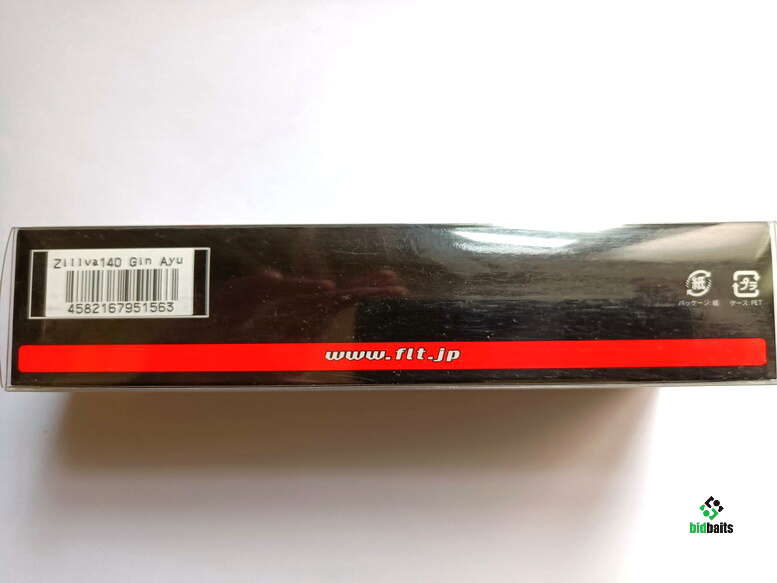 Zillva140 Gin Ayu
4582167951563
紙
プラ
パッケージ:紙
ケース:PET
www.flt.jp
bidbaits